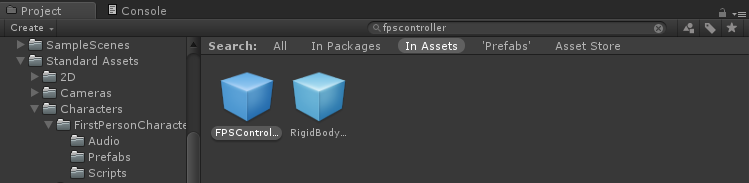 Project Console
Create fpscontroller
SampleScenes Search: All In Packages In Assets 'Prefabs' Asset Store
Standard Assets
2D
Cameras
Characters
FirstPersonCharacte
Audio
Prefabs
Scripts
FPSControl... RigidBody...